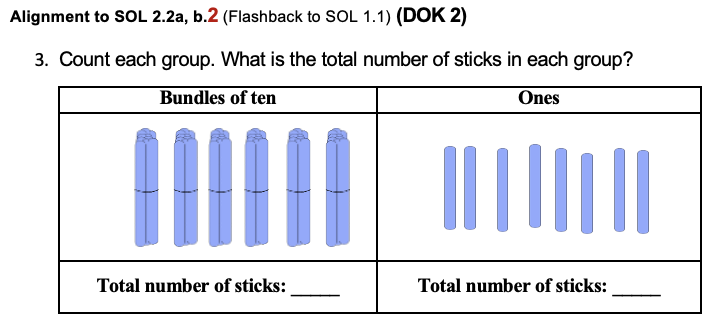 Alignment to SOL 2.2a, b.2 (Flashback to SOL 1.1) (DOK 2)
3. Count each group. What is the total number of sticks in each group?
Bundles of ten
Ones
Total number of sticks: _____
Total number of sticks: _____